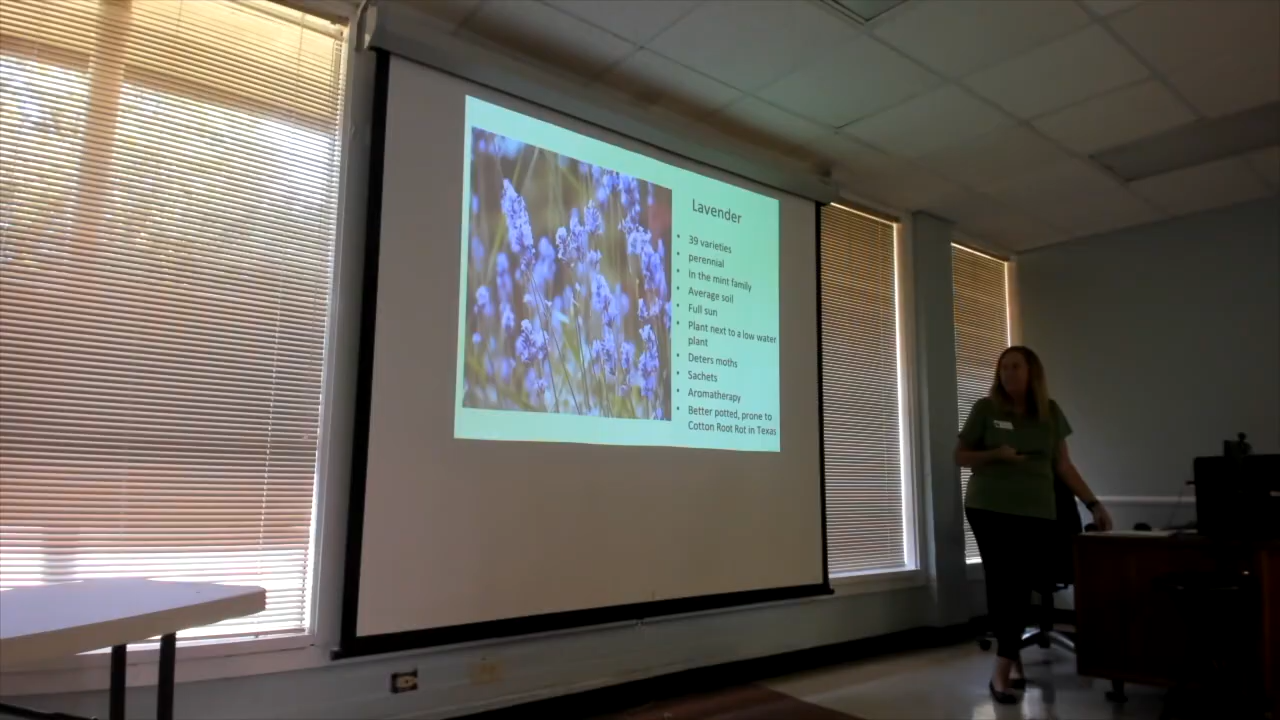 Lavender
• 39 varieties
• perennial
• In the mint family
• Average soil
• Full sun
• Plant next to a low water
plant
• Deters moths
• Sachets
• Aromatherapy
• Better potted, prone to
Cotton Root Rot in Texas